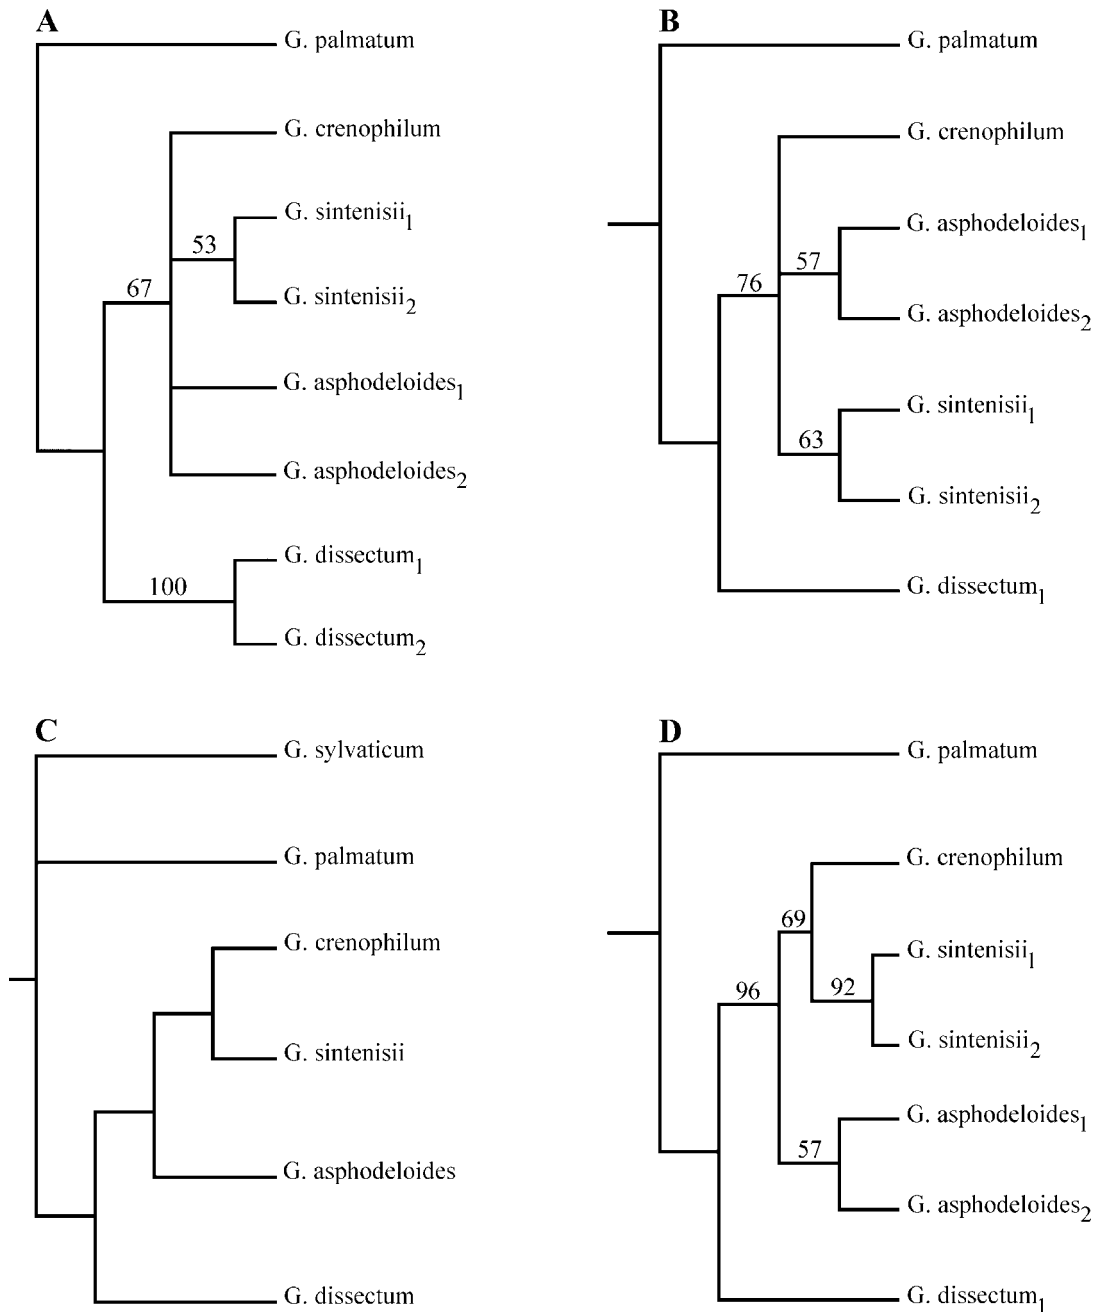 A
G. palmatum
G. crenophilum
G. sintenisii1
53
G. sintenisii2
67
G. asphodeloides1
G. asphodeloides2
G. dissectum1
100
G. dissectum2
B
G. palmatum
G. crenophilum
G. asphodeloides1
57
76
G. asphodeloides2
G. sintenisii1
63
G. sintenisii2
G. dissectum1
C
G. sylvaticum
G. palmatum
G. crenophilum
G. sintenisii
G. asphodeloides
G. dissectum
D
G. palmatum
G. crenophilum
69
G. sintenisii1
96
92
G. sintenisii2
G. asphodeloides1
57
G. asphodeloides2
G. dissectum1